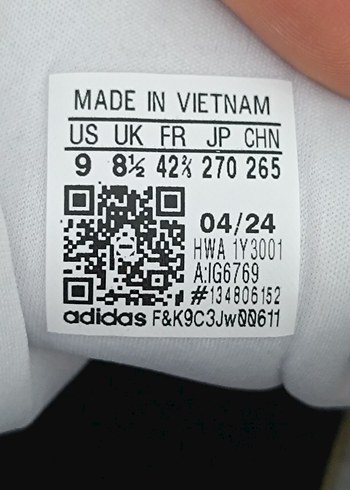 MADE IN VIETNAM
US UK FR JP CHN
9 8½ 42⅔ 270 265
04/24
HWA 1Y3001
A:IG6769
#134806152
adidas F&K9C3Jw00611